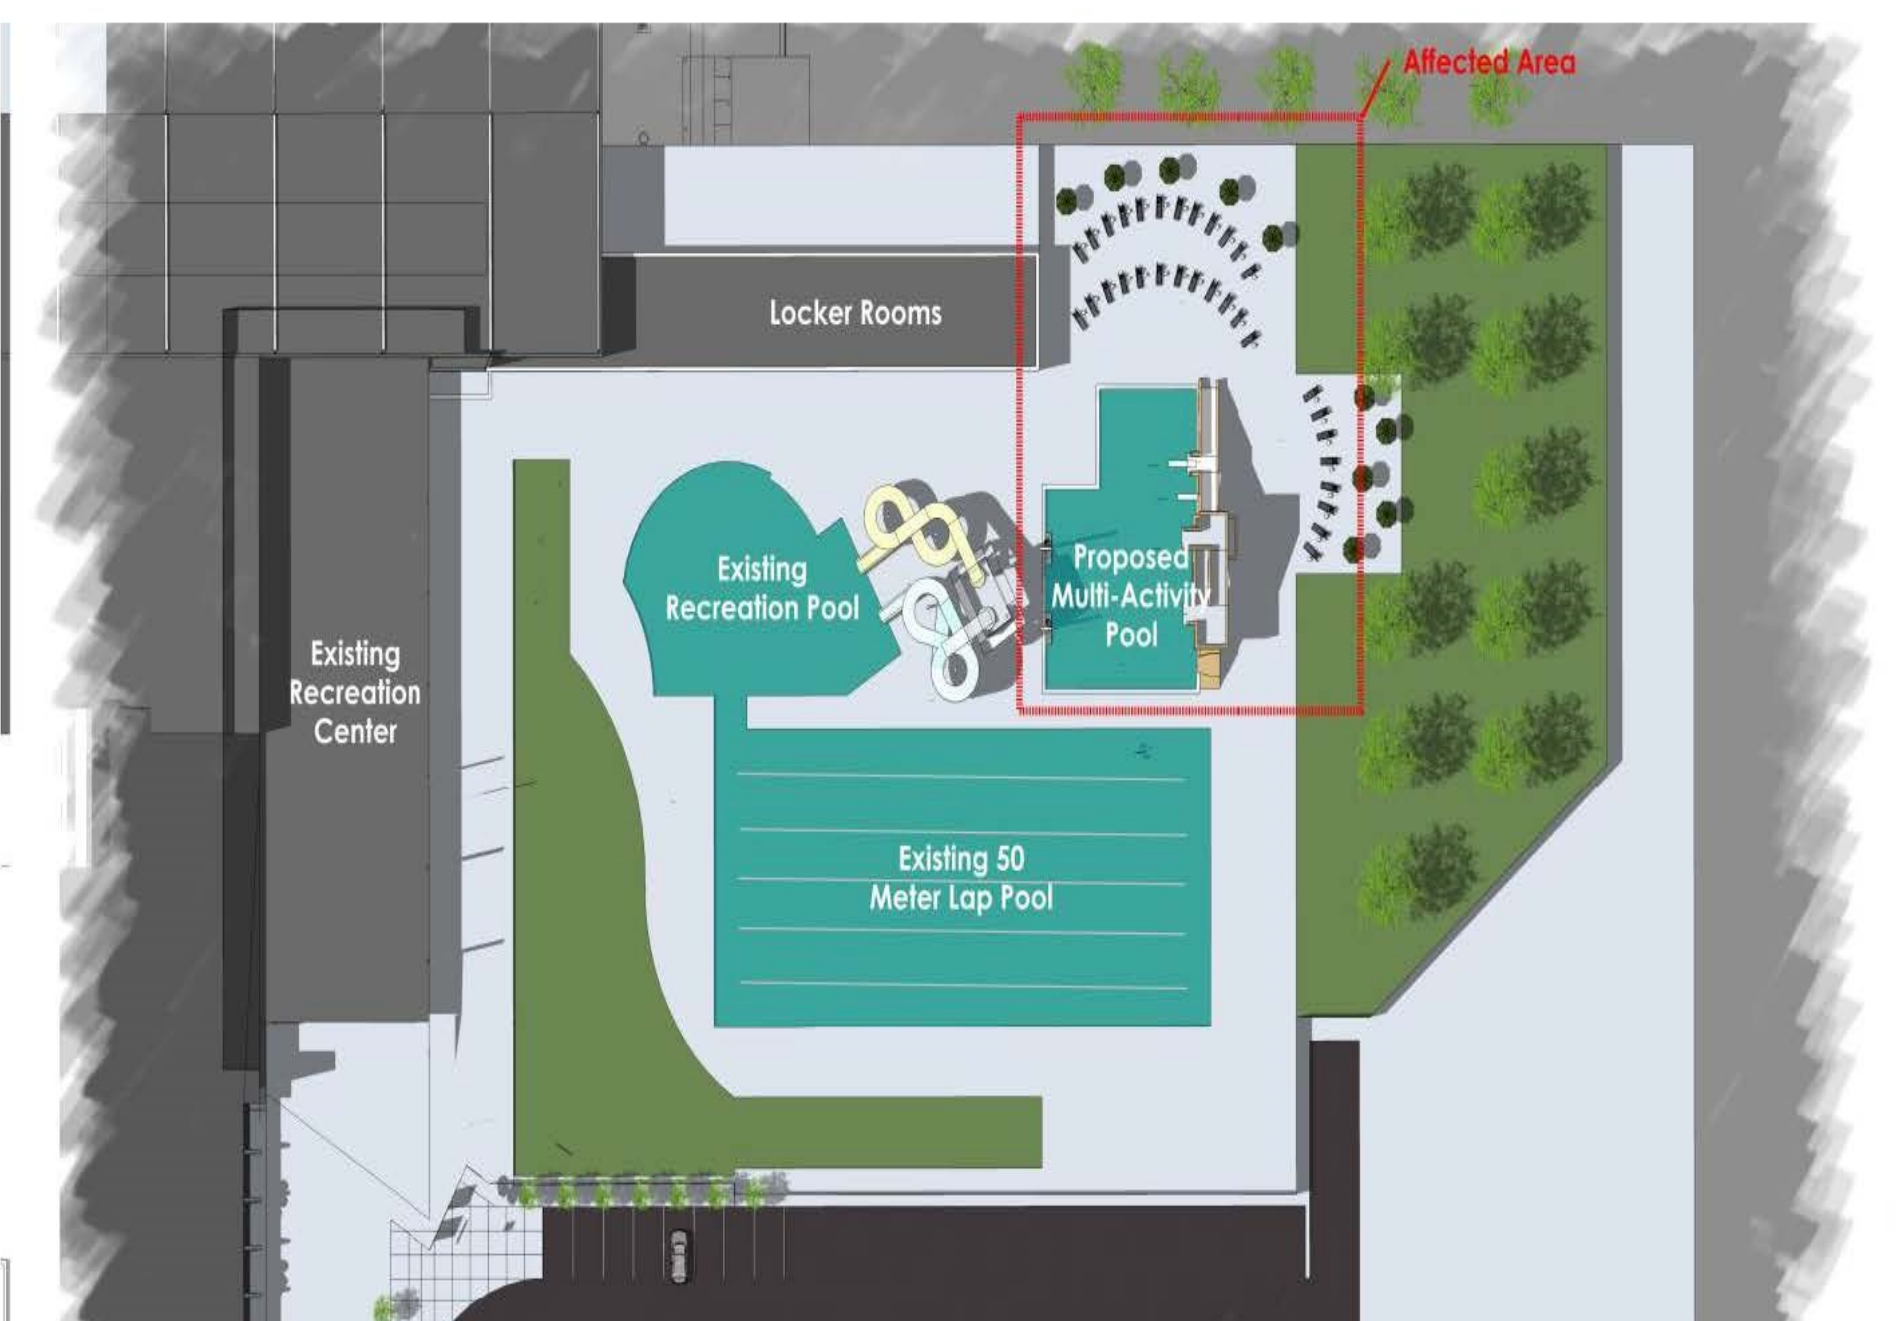 Affected Area
Locker Rooms
Existing
Recreation Pool
Proposed
Multi-Activity
Pool
Existing
Recreation
Center
Existing 50
Meter Lap Pool